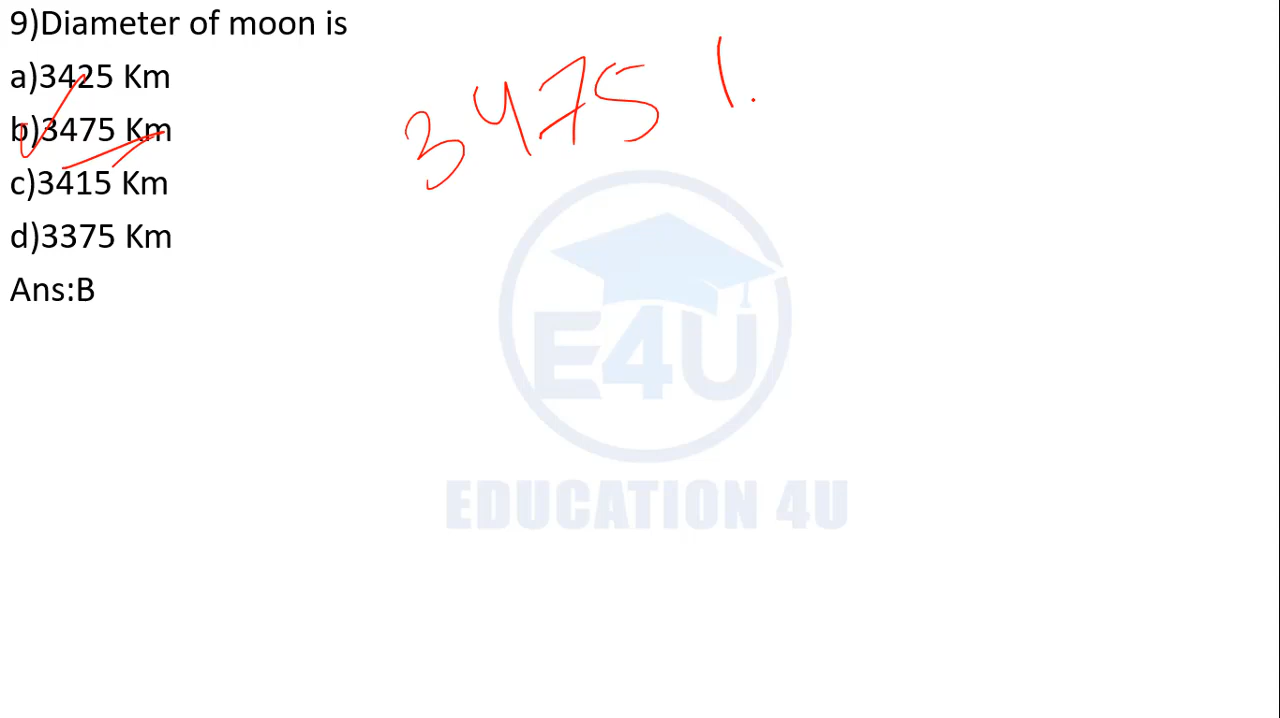 9)Diameter of moon is
a)3425 Km
b)3475 Km
3475
c)3415 Km
d)3375 Km
Ans:B
E4U
EDUCATION 4U